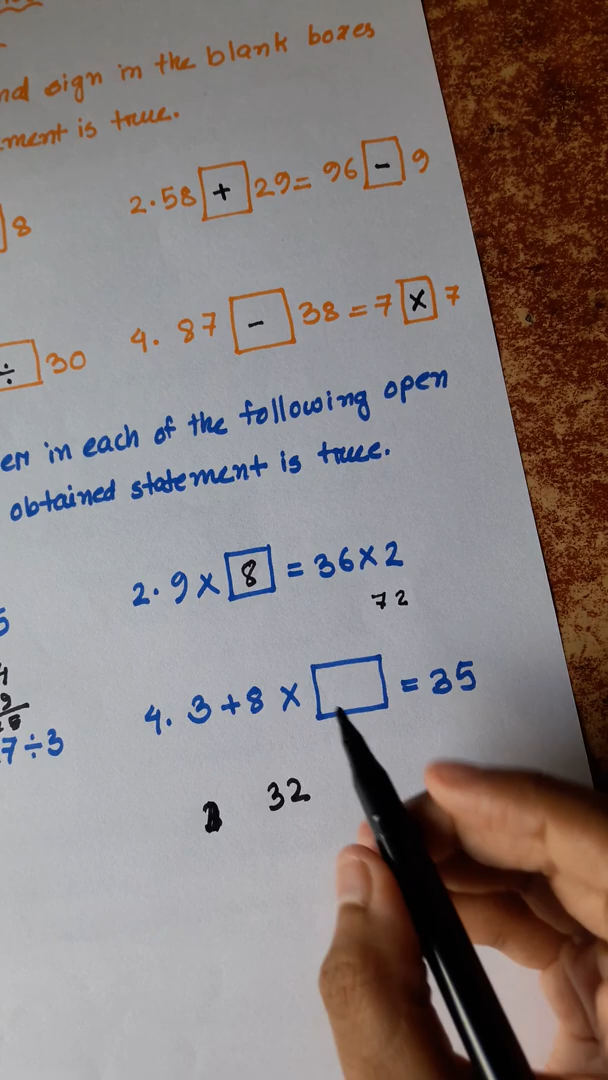 nd sign in the blank boxes
ment is true.
8
2. 58 + 29 = 96 - 9
÷ 30
4. 87 - 38 = 7 × 7
er in each of the following open
obtained statement is true.
2. 9 × 8 = 36 × 2
72
5
9
7 ÷ 3
4. 3 + 8 × = 35
32